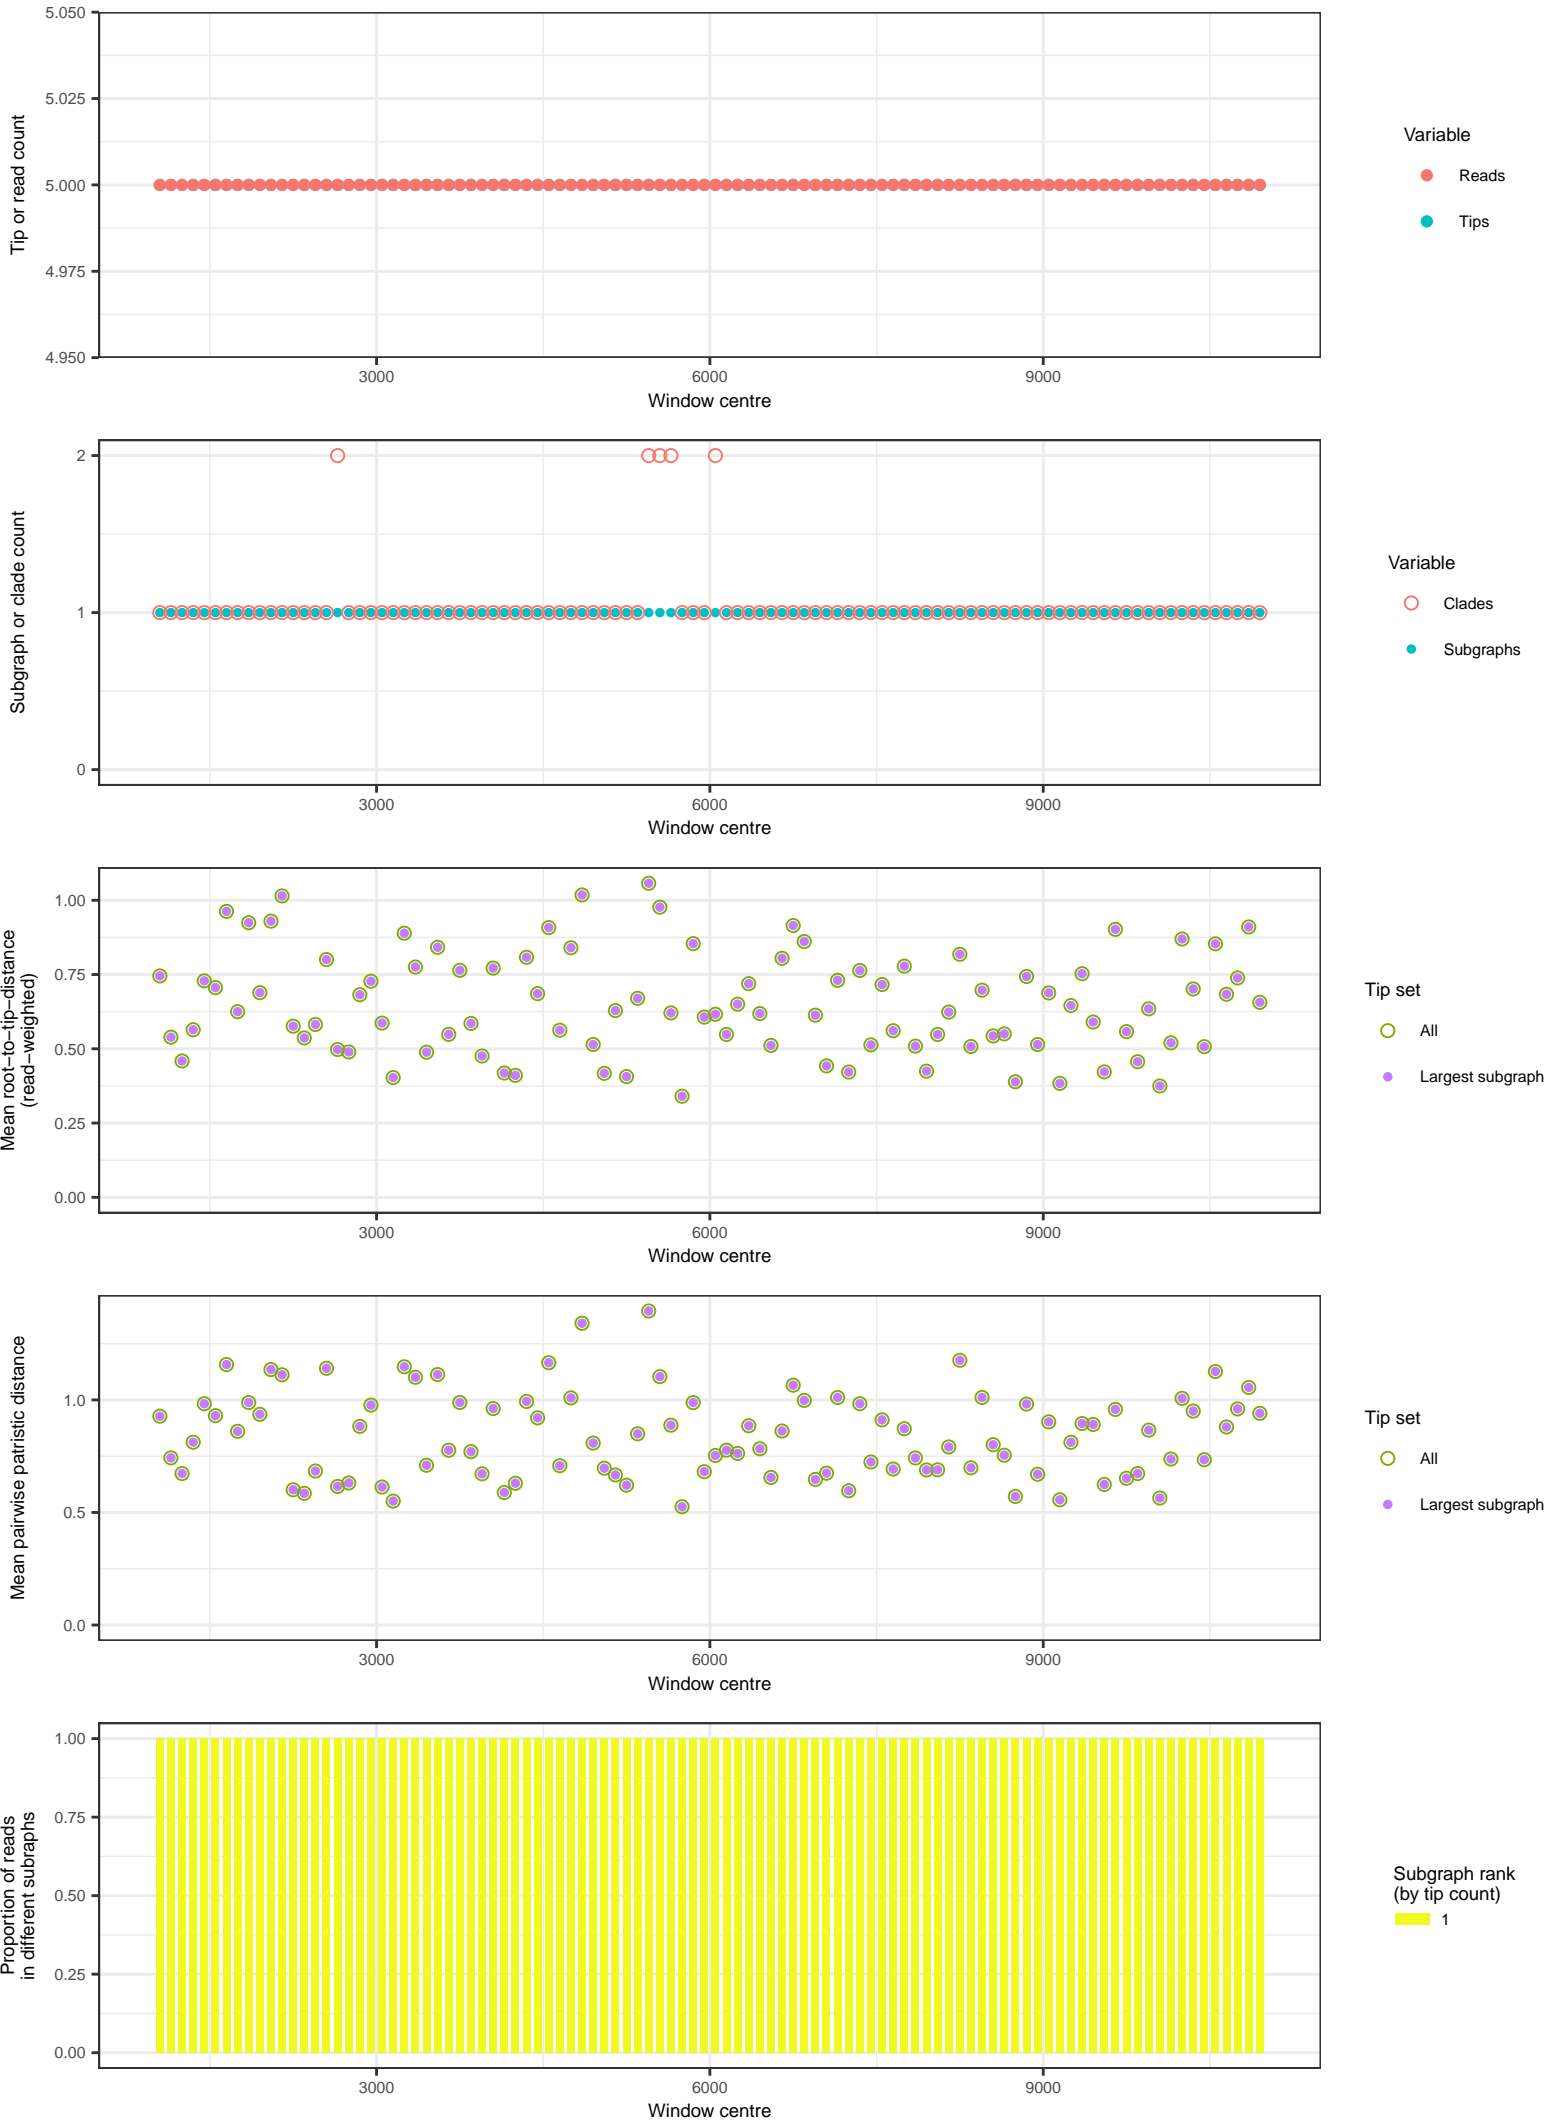 5.050
5.025
5.000
4.975
4.950
Tip or read count
3000 6000 9000
Window centre
Variable
Reads
Tips
2
1
0
Subgraph or clade count
3000 6000 9000
Window centre
Variable
Clades
Subgraphs
1.00
0.75
0.50
0.25
0.00
Mean root−to−tip−distance
(read−weighted)
3000 6000 9000
Window centre
Tip set
All
Largest subgraph
1.0
0.5
0.0
Mean pairwise patristic distance
3000 6000 9000
Window centre
Tip set
All
Largest subgraph
1.00
0.75
0.50
0.25
0.00
Proportion of reads
in different subraphs
3000 6000 9000
Window centre
Subgraph rank
(by tip count)
1